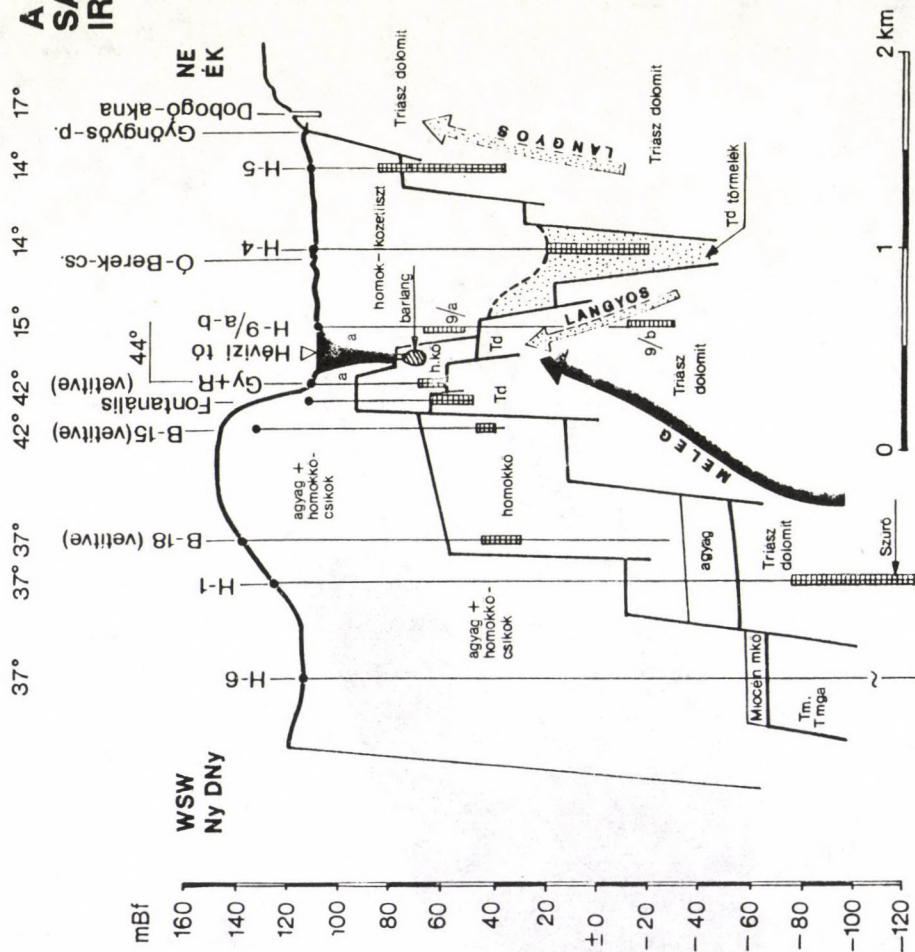 A
SA
IR
37°
37°
37°
42°
42°
44°
15°
14°
14°
17°
H-6
H-1
B-18 (vetítve)
B-15 (vetítve)
Fontanális
Gy+R (vetítve)
Hévizi tó
H-9/a-b
Ó-Berek-cs.
H-4
H-5
Gyöngyös-p.
Dobogó-akna
WSW
Ny DNy
NE
ÉK
mBf
160
140
120
100
80
60
40
20
±0
-20
-40
-60
-80
-100
-120
agyag +
homokkő-
csíkok
agyag +
homokkő-
csíkok
homokkő
agyag
Triász
dolomit
Miocén mkő
Tm.
Tmga
Szűrő
a
a
h.kő
Td
Td
barlang
9/a
9/b
homok-kőzetliszt
MELEG
LANGYOS
LANGYOS
Triász
dolomit
Triász dolomit
Triász dolomit
Td törmelék
0
1
2 km